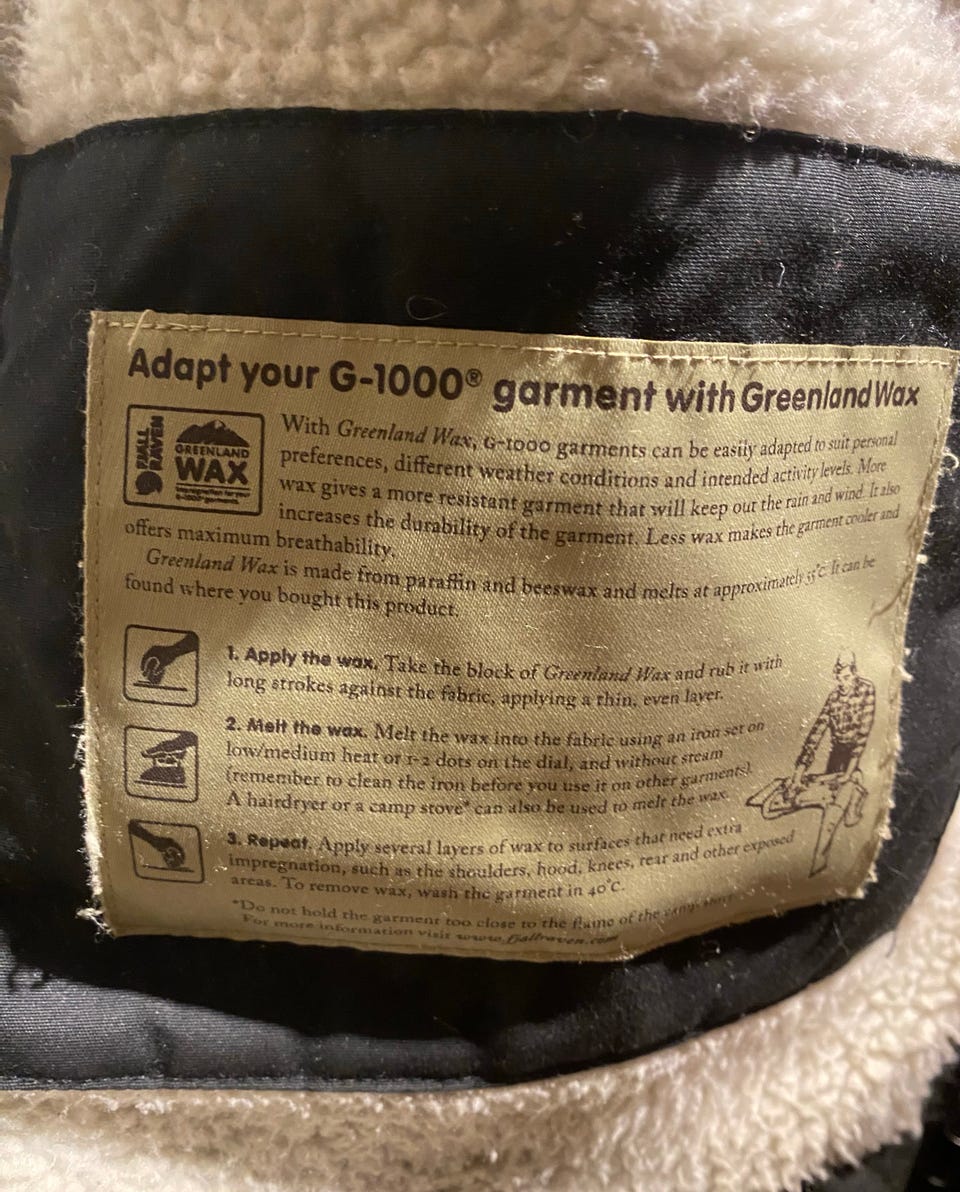 Adapt your G-1000® garment with Greenland Wax
FJÄLL
RÄVEN
GREENLAND
WAX
With Greenland Wax, G-1000 garments can be easily adapted to suit personal
preferences, different weather conditions and intended activity levels. More
wax gives a more resistant garment that will keep out the rain and wind. It also
increases the durability of the garment. Less wax makes the garment cooler and
offers maximum breathability.
Greenland Wax is made from paraffin and beeswax and melts at approximately 55°C. It can be
found where you bought this product.
1. Apply the wax. Take the block of Greenland Wax and rub it with
long strokes against the fabric, applying a thin, even layer.
2. Melt the wax. Melt the wax into the fabric using an iron set on
low/medium heat or 1-2 dots on the dial, and without steam
(remember to clean the iron before you use it on other garments).
A hairdryer or a camp stove* can also be used to melt the wax.
3. Repeat. Apply several layers of wax to surfaces that need extra
impregnation, such as the shoulders, hood, knees, rear and other exposed
areas. To remove wax, wash the garment in 40°C.
*Do not hold the garment too close to the flame of the
For more information visit www.fjallraven.com